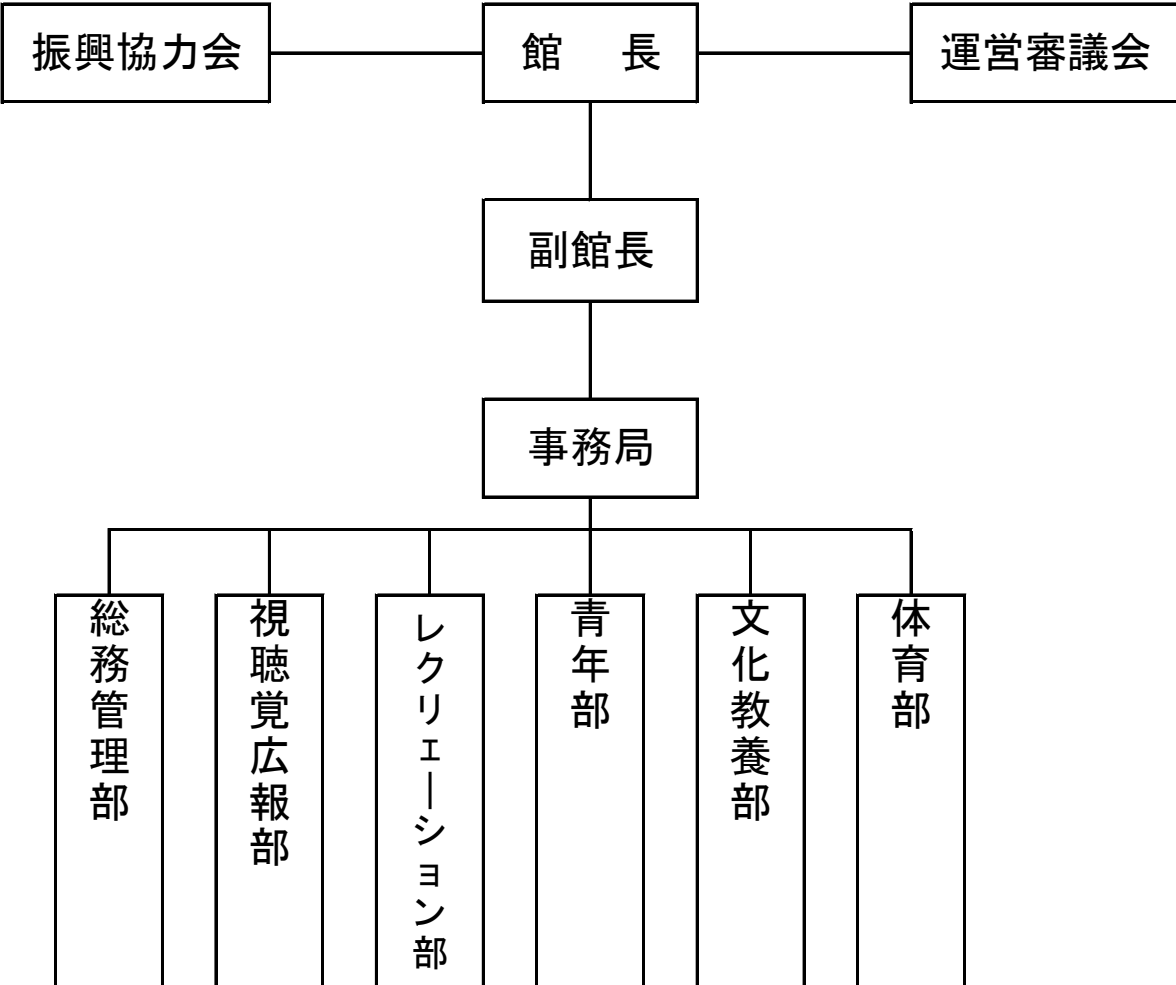 振興協力会
館　長
運営審議会
副館長
事務局
総務管理部
視聴覚広報部
レクリェーション部
青年部
文化教養部
体育部